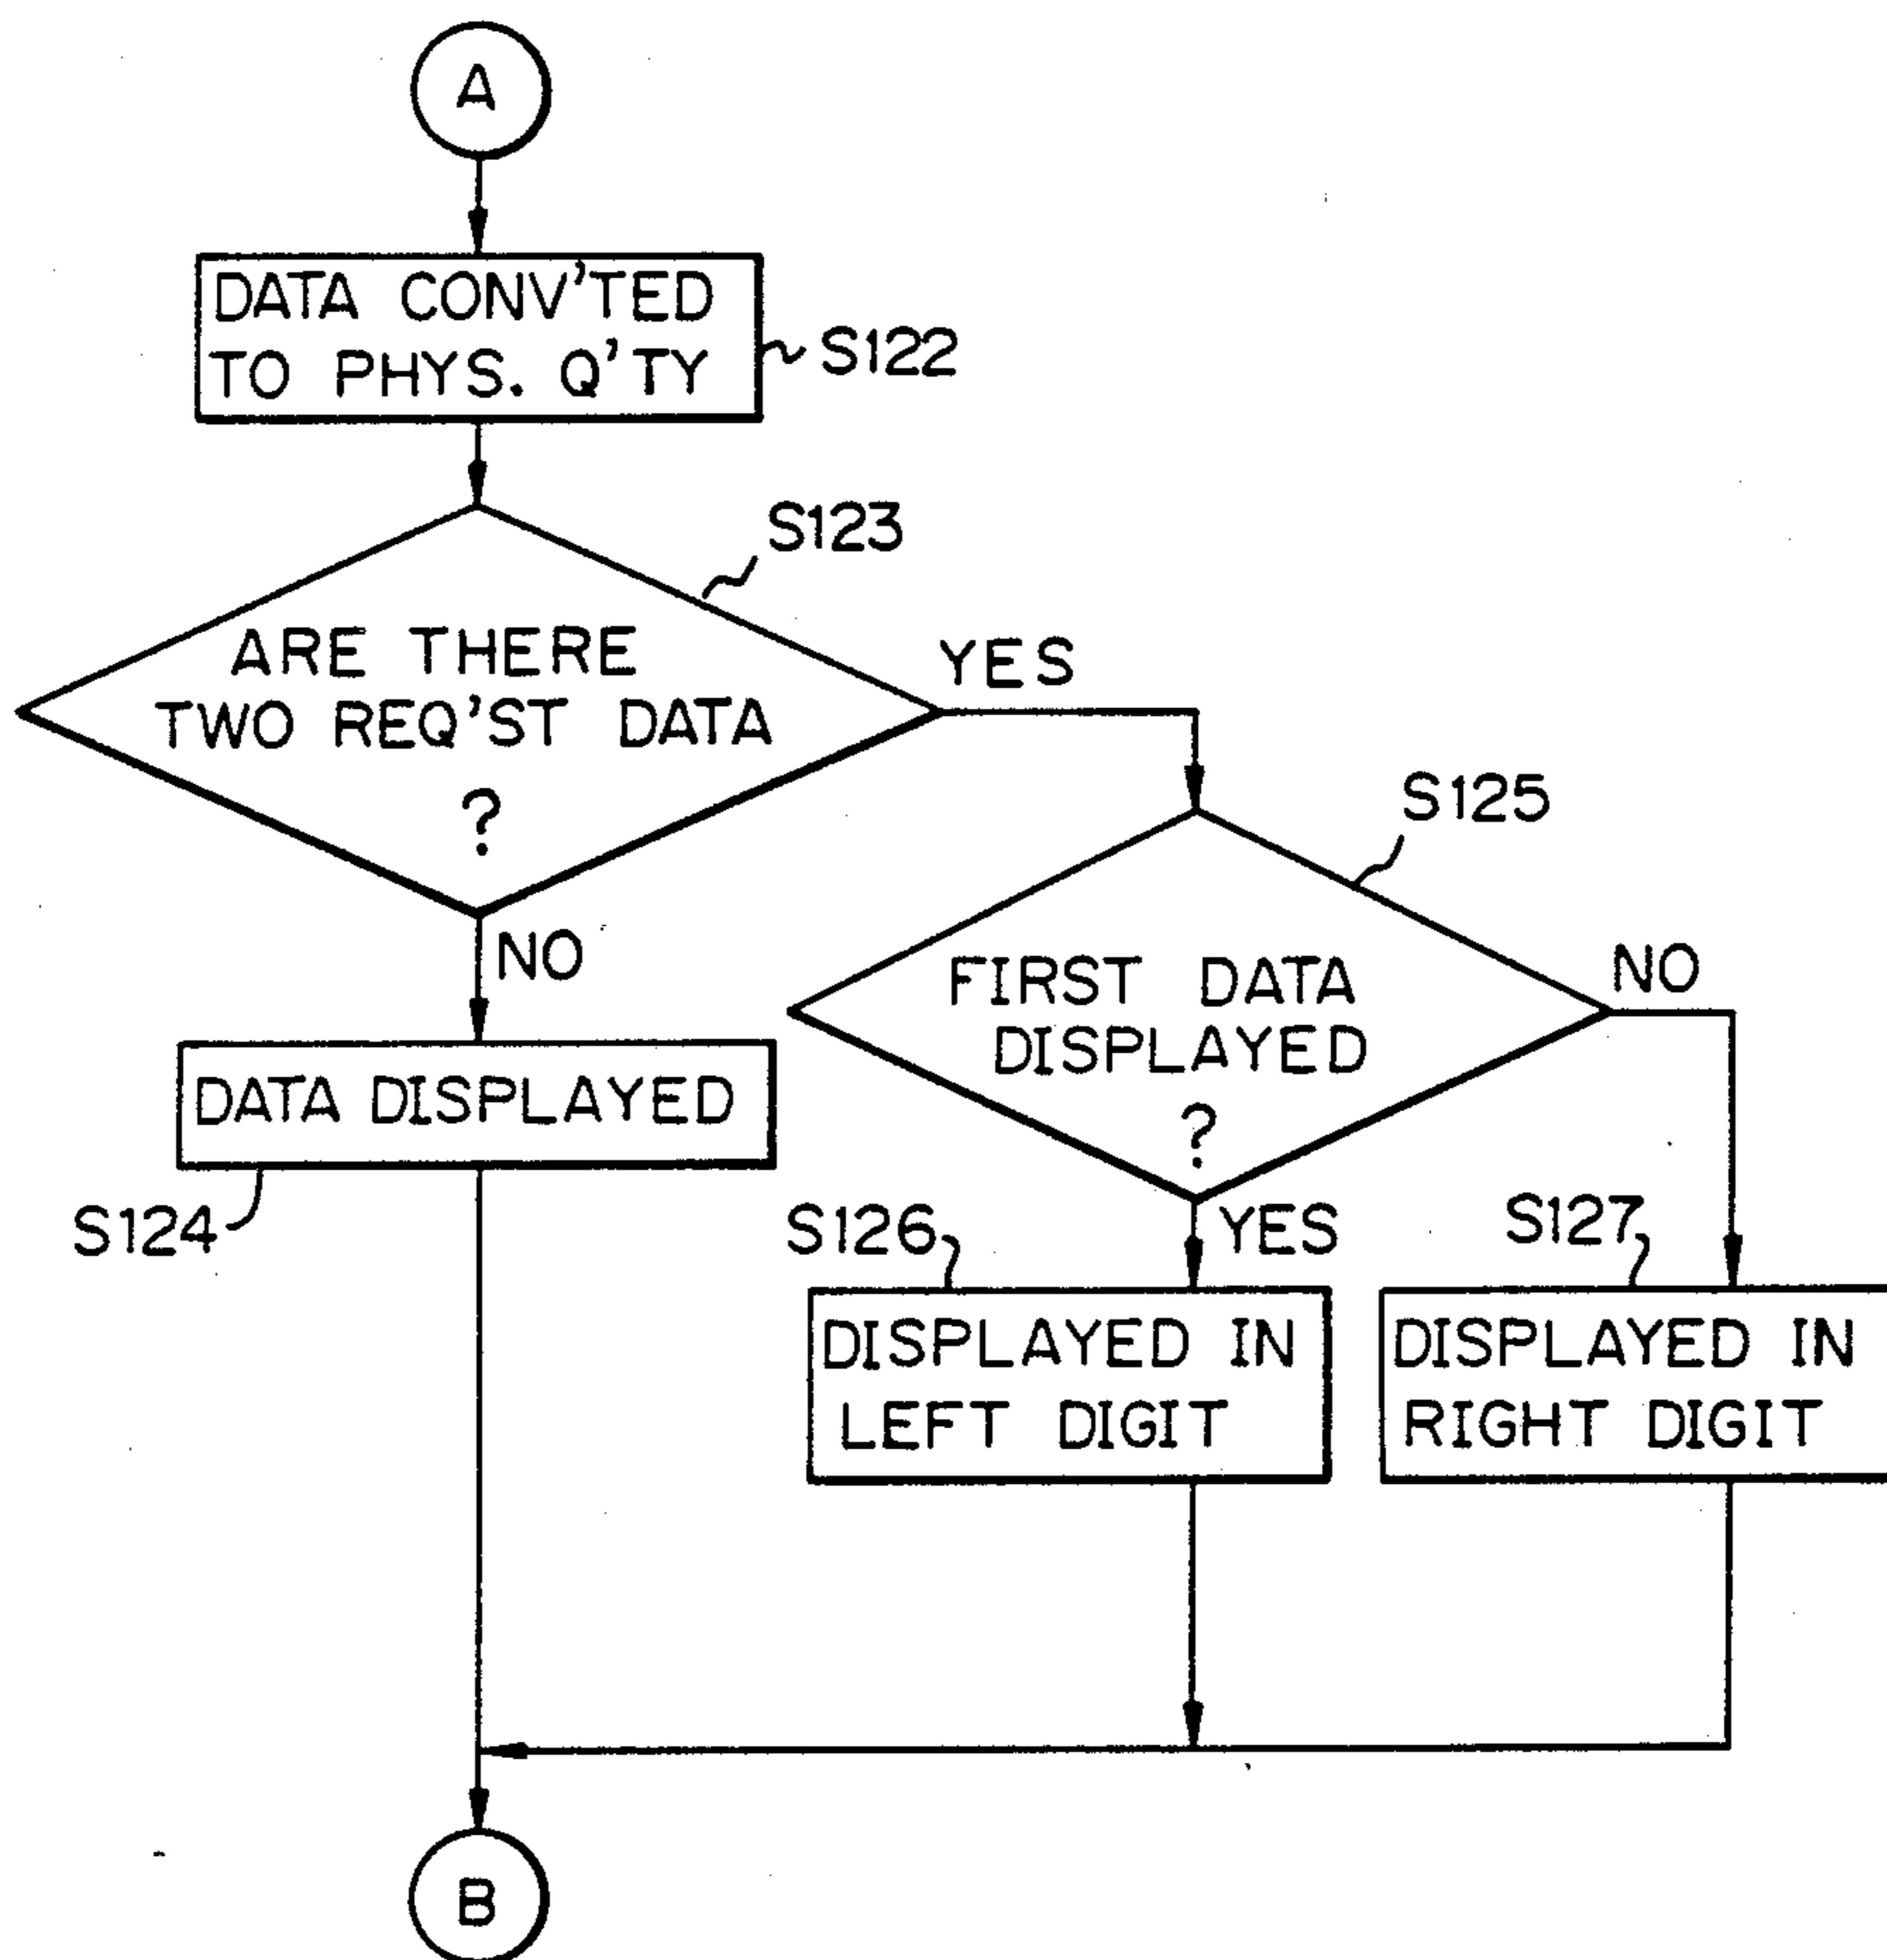 A
DATA CONV'TED
TO PHYS. Q'TY
S122
S123
ARE THERE
TWO REQ'ST DATA
?
YES
NO
S125
FIRST DATA
DISPLAYED
?
NO
YES
DATA DISPLAYED
S124
S126
DISPLAYED IN
LEFT DIGIT
S127
DISPLAYED IN
RIGHT DIGIT
B